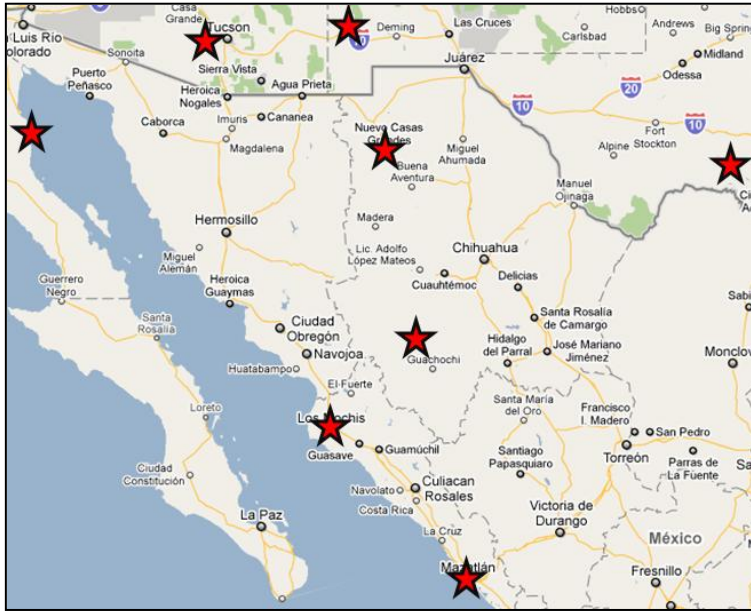 Casa
Grande
Luis Río
olorado
Tucson
Sonoita
Sierra Vista
Deming
Las Cruces
Carlsbad
Hobbs
Andrews
Big Spring
Midland
Odessa
10
20
10
10
Juárez
Puerto
Peñasco
Heroica
Nogales
Agua Prieta
Cananea
Imuris
Caborca
Magdalena
Nuevo Casas
Grandes
Buena
Aventura
Miguel
Ahumada
Alpine
Fort
Stockton
Manuel
Ojinaga
Madera
Hermosillo
Miguel
Alemán
Lic. Adolfo
López Mateos
Chihuahua
Cuauhtémoc
Delicias
Heroica
Guaymas
Guerrero
Negro
Santa
Rosalía
Ciudad
Obregón
Navojoa
Huatabampo
Santa Rosalía
de Camargo
Hidalgo
del Parral
José Mariano
Jiménez
Guachochi
Monclov
El Fuerte
Loreto
Los Mochis
Guasave
Guamúchil
Santa María
del Oro
Francisco
I. Madero
San Pedro
Torreón
Parras de
La Fuente
Santiago
Papasquiaro
Ciudad
Constitución
Navolato
Culiacan
Rosales
Costa Rica
La Paz
La Cruz
Victoria de
Durango
México
Mazatlán
Fresnillo